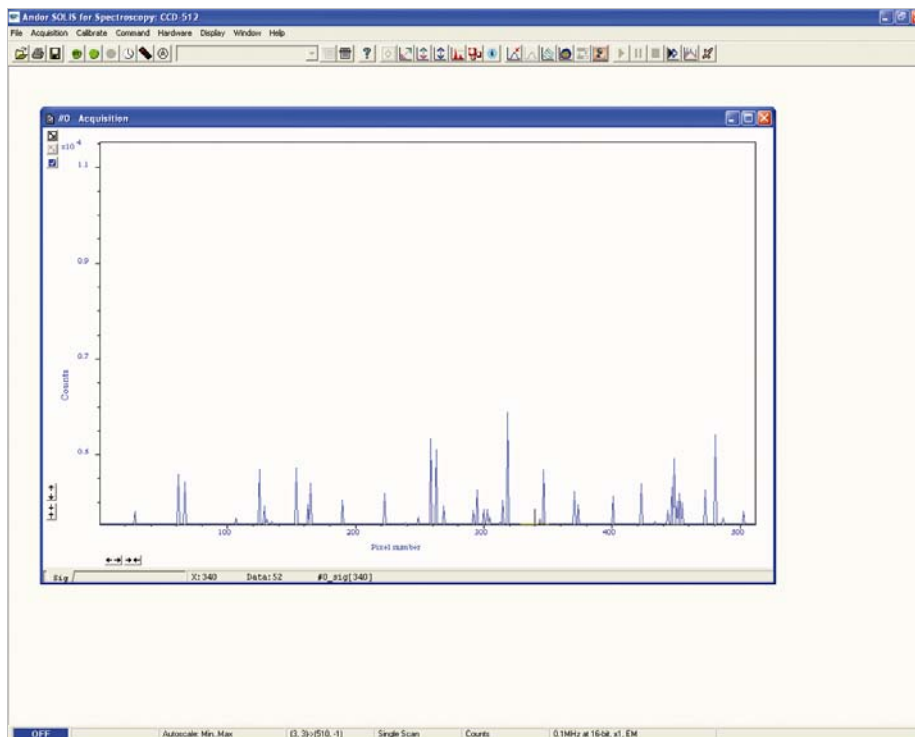 Andor SOLIS for Spectroscopy: CCD-512
File Acquisition Calibrate Command Hardware Display Window Help
#0 Acquisition
x10 4
1.1
0.9
0.7
0.5
Counts
100 200 300 400 500
Pixel number
Sig X:340 Data:52 #0_sig[340]
OFF Autoscale: Min..Max (3, 3)->(510, -1) Single Scan Counts 0.1MHz at 16-bit, x1, EM